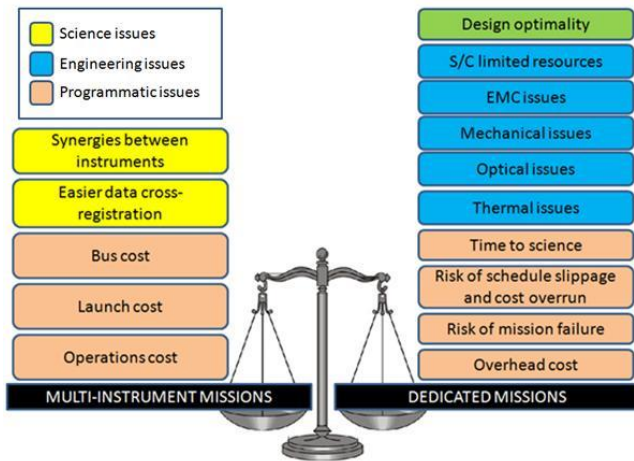 Science issues
Engineering issues
Programmatic issues
Synergies between
instruments
Easier data cross-
registration
Bus cost
Launch cost
Operations cost
MULTI-INSTRUMENT MISSIONS
Design optimality
S/C limited resources
EMC issues
Mechanical issues
Optical issues
Thermal issues
Time to science
Risk of schedule slippage
and cost overrun
Risk of mission failure
Overhead cost
DEDICATED MISSIONS